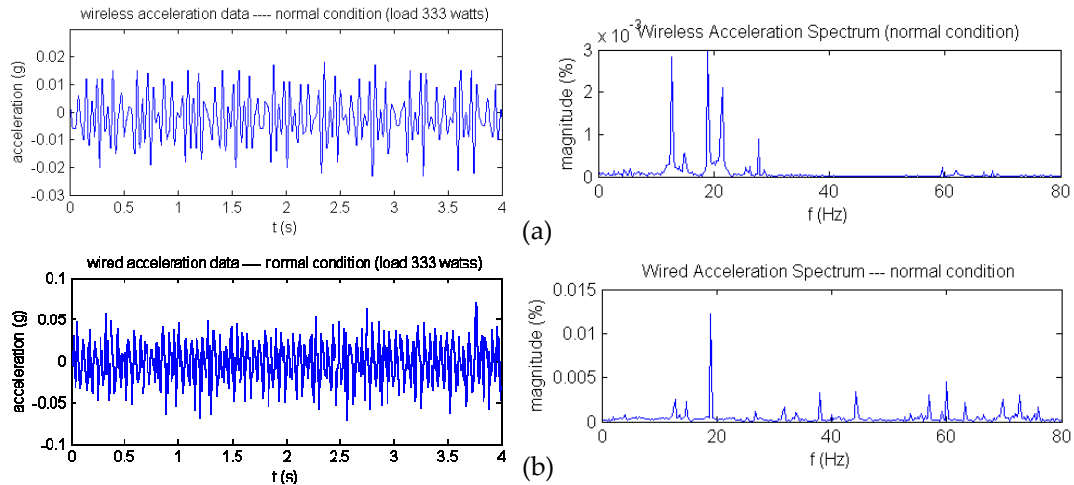 wireless acceleration data ---- normal condition (load 333 watts)
acceleration (g)
0.03
0.02
0.01
0
-0.01
-0.02
-0.03
0 0.5 1 1.5 2 2.5 3 3.5 4
t (s)
x 10^-3
Wireless Acceleration Spectrum (normal condition)
magnitude (%)
3
2
1
0
0 20 40 60 80
f (Hz)
(a)
wired acceleration data ---- normal condition (load 333 watss)
acceleration (g)
0.1
0.05
0
-0.05
-0.1
0 0.5 1 1.5 2 2.5 3 3.5 4
t (s)
Wired Acceleration Spectrum --- normal condition
magnitude (%)
0.015
0.01
0.005
0
0 20 40 60 80
f (Hz)
(b)